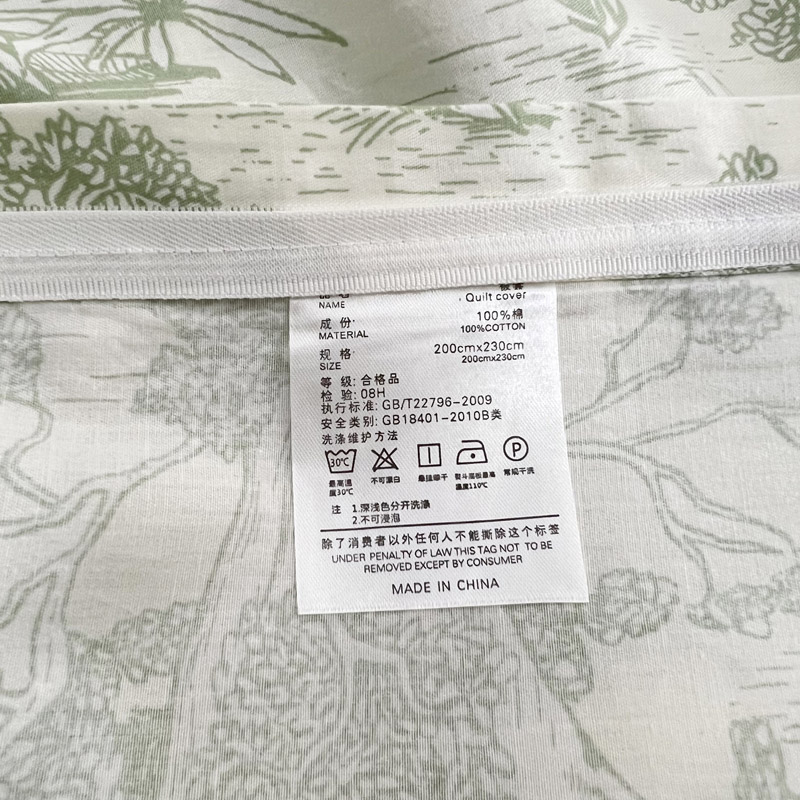 品 名 被套
NAME Quilt cover
成 份: 100%棉
MATERIAL 100%COTTON
规 格: 200cmx230cm
SIZE 200cmx230cm
等 级: 合格品
检 验: 08H
执行标准: GB/T22796-2009
安全类别: GB18401-2010B类
洗涤维护方法
30℃ P
最高温度30℃ 不可漂白 悬挂晾干 熨斗底板最高温度110℃ 常规干洗
注 1.深浅色分开洗涤
2.不可浸泡
除了消费者以外任何人不能撕除这个标签
UNDER PENALTY OF LAW THIS TAG NOT TO BE
REMOVED EXCEPT BY CONSUMER
MADE IN CHINA